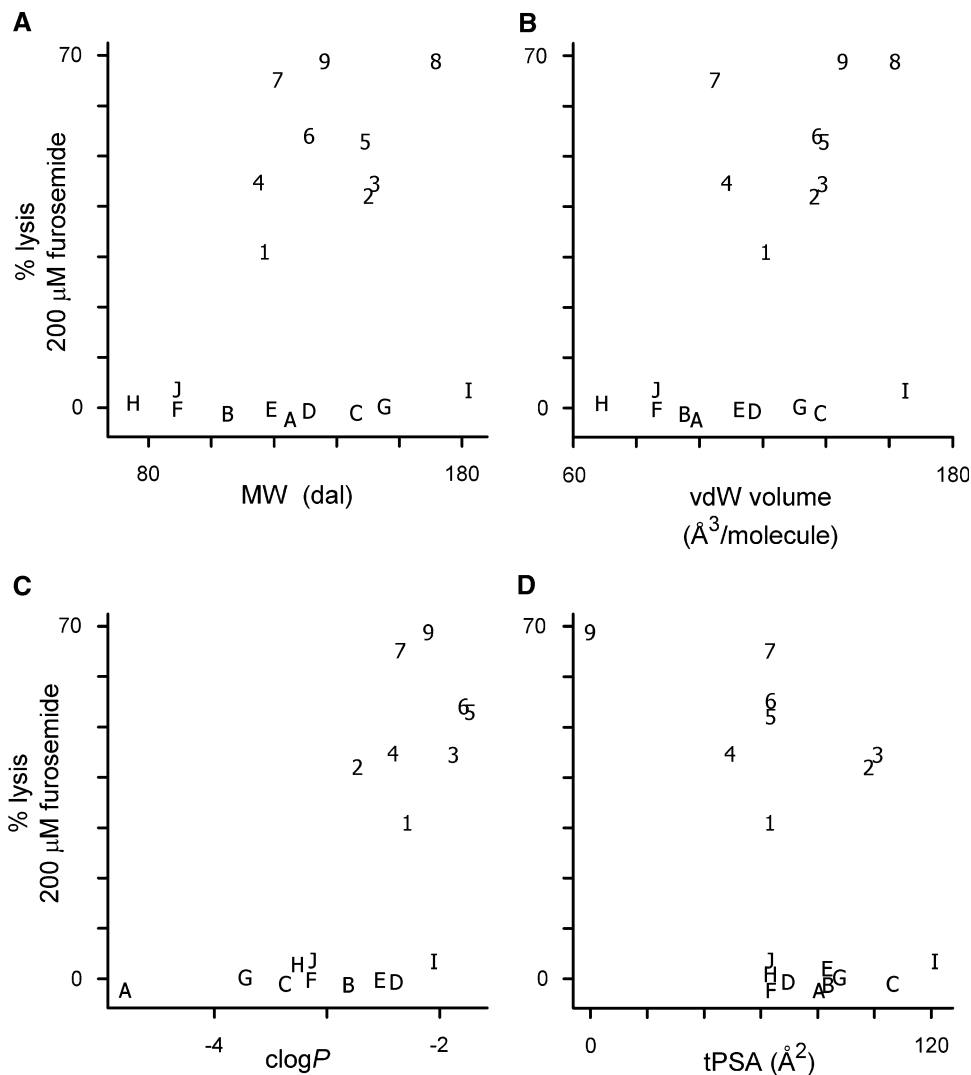 A
% lysis
200 µM furosemide
70
0
9
8
7
6
5
4
3
2
1
H
J
F
B
E
A
D
C
G
I
80
180
MW (dal)
B
70
0
9
8
7
6
5
4
3
2
1
H
J
F
B
A
E
D
G
C
I
60
180
vdW volume
(Å³/molecule)
C
% lysis
200 µM furosemide
70
0
9
7
6
5
4
3
2
1
A
G
C
H
J
F
B
E
D
I
-4
-2
clogP
D
70
0
9
7
6
5
4
3
2
1
J
H
F
D
A
E
B
G
C
I
0
120
tPSA (Å²)